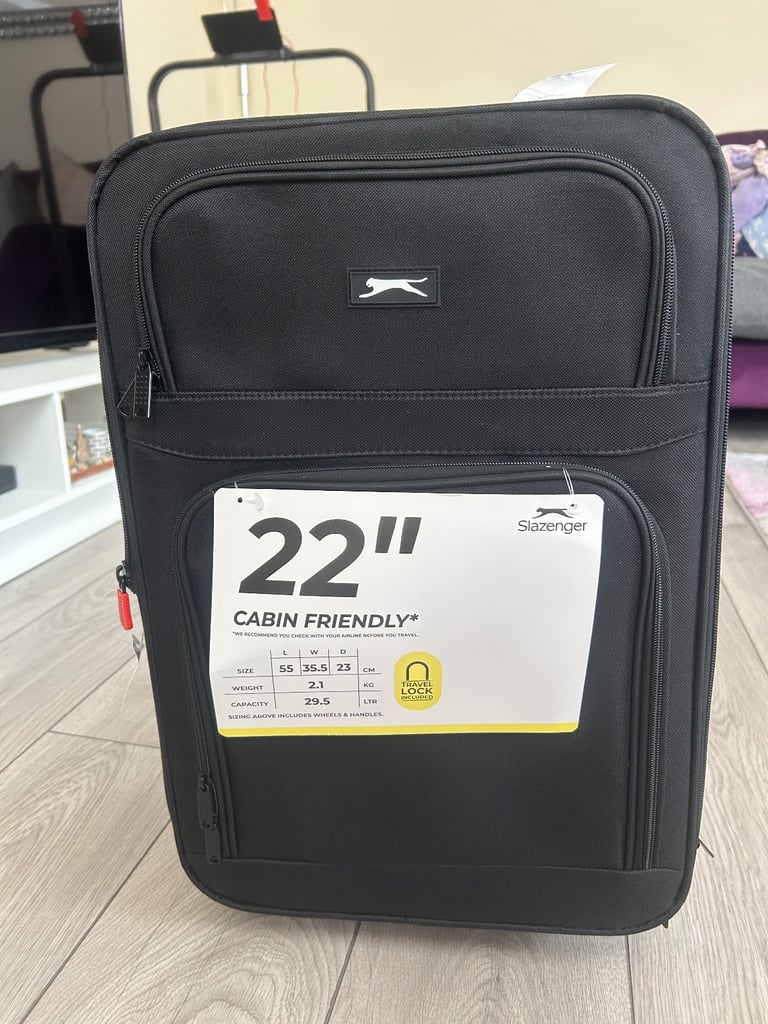 22"
Slazenger
CABIN FRIENDLY*
*WE RECOMMEND YOU CHECK WITH YOUR AIRLINE BEFORE YOU TRAVEL.
L W D
SIZE 55 35.5 23 CM
WEIGHT 2.1 KG
CAPACITY 29.5 LTR
SIZING ABOVE INCLUDES WHEELS & HANDLES.
TRAVEL
LOCK
INCLUDED